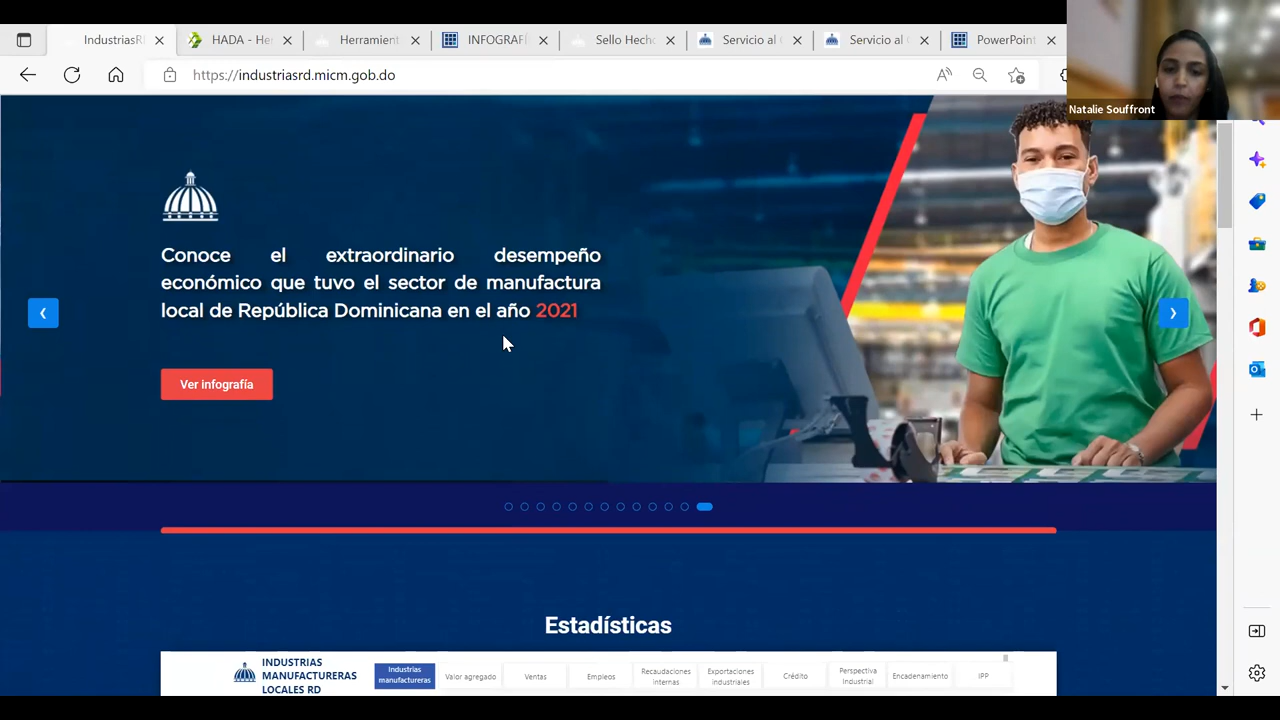 IndustriasR
HADA - He
Herramient
INFOGRAFÍ
Sello Hech
Servicio al
Servicio al
PowerPoint
https://industriasrd.micm.gob.do
Natalie Souffront
Conoce el extraordinario desempeño
económico que tuvo el sector de manufactura
local de República Dominicana en el año 2021
Ver infografía
Estadísticas
INDUSTRIAS
MANUFACTURERAS
LOCALES RD
Industrias
manufactureras
Valor agregado
Ventas
Empleos
Recaudaciones
internas
Exportaciones
industriales
Crédito
Perspectiva
Industrial
Encadenamiento
IPP